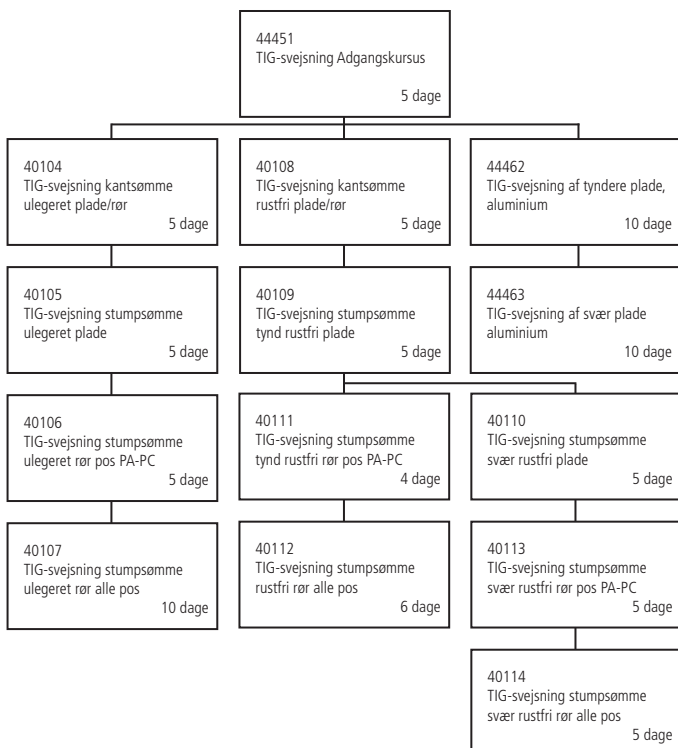 44451
TIG-svejsning Adgangskursus
5 dage
40104
TIG-svejsning kantsømme
ulegeret plade/rør
5 dage
40108
TIG-svejsning kantsømme
rustfri plade/rør
5 dage
44462
TIG-svejsning af tyndere plade,
aluminium
10 dage
40105
TIG-svejsning stumpsømme
ulegeret plade
5 dage
40109
TIG-svejsning stumpsømme
tynd rustfri plade
5 dage
44463
TIG-svejsning af svær plade
aluminium
10 dage
40106
TIG-svejsning stumpsømme
ulegeret rør pos PA-PC
5 dage
40111
TIG-svejsning stumpsømme
tynd rustfri rør pos PA-PC
4 dage
40110
TIG-svejsning stumpsømme
svær rustfri plade
5 dage
40107
TIG-svejsning stumpsømme
ulegeret rør alle pos
10 dage
40112
TIG-svejsning stumpsømme
rustfri rør alle pos
6 dage
40113
TIG-svejsning stumpsømme
svær rustfri rør pos PA-PC
5 dage
40114
TIG-svejsning stumpsømme
svær rustfri rør alle pos
5 dage